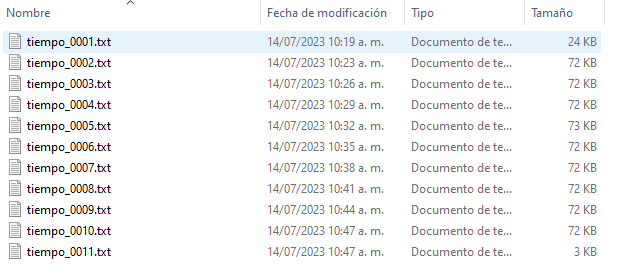 Nombre Fecha de modificación Tipo Tamaño
tiempo_0001.txt 14/07/2023 10:19 a. m. Documento de te... 24 KB
tiempo_0002.txt 14/07/2023 10:23 a. m. Documento de te... 72 KB
tiempo_0003.txt 14/07/2023 10:26 a. m. Documento de te... 72 KB
tiempo_0004.txt 14/07/2023 10:29 a. m. Documento de te... 72 KB
tiempo_0005.txt 14/07/2023 10:32 a. m. Documento de te... 73 KB
tiempo_0006.txt 14/07/2023 10:35 a. m. Documento de te... 72 KB
tiempo_0007.txt 14/07/2023 10:38 a. m. Documento de te... 72 KB
tiempo_0008.txt 14/07/2023 10:41 a. m. Documento de te... 72 KB
tiempo_0009.txt 14/07/2023 10:44 a. m. Documento de te... 72 KB
tiempo_0010.txt 14/07/2023 10:47 a. m. Documento de te... 72 KB
tiempo_0011.txt 14/07/2023 10:47 a. m. Documento de te... 3 KB